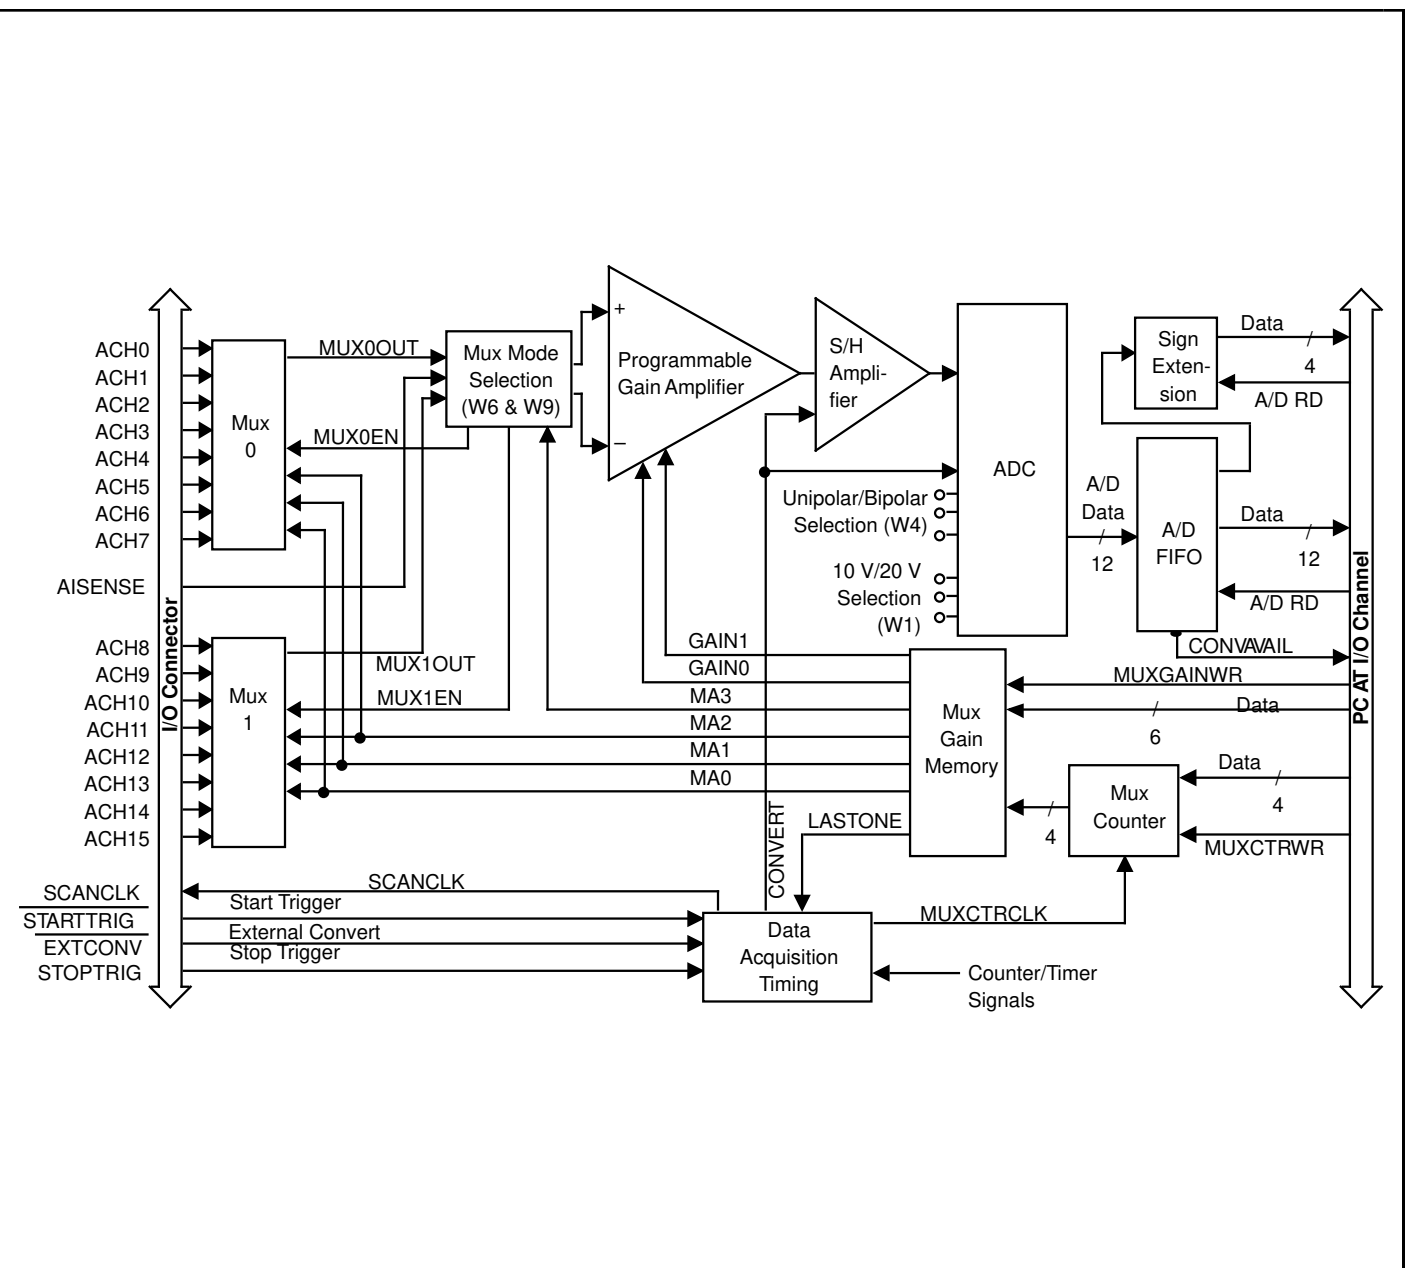 ACH0
ACH1
ACH2
ACH3
ACH4
ACH5
ACH6
ACH7
AISENSE
ACH8
ACH9
ACH10
ACH11
ACH12
ACH13
ACH14
ACH15
SCANCLK
STARTTRIG
EXTCONV
STOPTRIG
I/O Connector
Mux
0
Mux
1
MUX0OUT
MUX0EN
MUX1OUT
MUX1EN
Mux Mode
Selection
(W6 & W9)
+
–
Programmable
Gain Amplifier
S/H
Ampli-
fier
ADC
Unipolar/Bipolar
Selection (W4)
10 V/20 V
Selection
(W1)
A/D
Data
12
A/D
FIFO
Sign
Exten-
sion
Data
4
A/D RD
Data
12
A/D RD
CONVAVAIL
MUXGAINWR
Data
6
Data
4
MUXCTRWR
PC AT I/O Channel
GAIN1
GAIN0
MA3
MA2
MA1
MA0
LASTONE
CONVERT
Mux
Gain
Memory
4
Mux
Counter
SCANCLK
Start Trigger
External Convert
Stop Trigger
Data
Acquisition
Timing
MUXCTRCLK
Counter/Timer
Signals